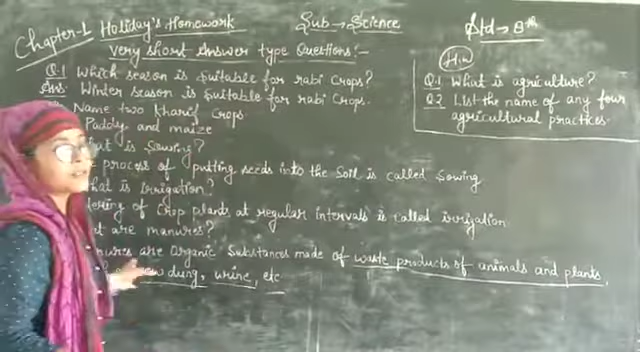 Chapter-1 Holiday's Homework Sub → Science Std → 8th
Very short Answer type Questions:-
Q.1 Which season is suitable for rabi crops?
Ans: Winter season is suitable for rabi crops.
Name two kharif crops.
Paddy and maize
is Sowing?
process of putting seeds into the soil is called sowing
is Irrigation?
of crop plants at regular intervals is called irrigation
are manures?
are organic substances made of waste products of animals and plants,
dung, urine, etc
H.W
Q.1 What is agriculture?
Q.2 List the name of any four
agricultural practices.